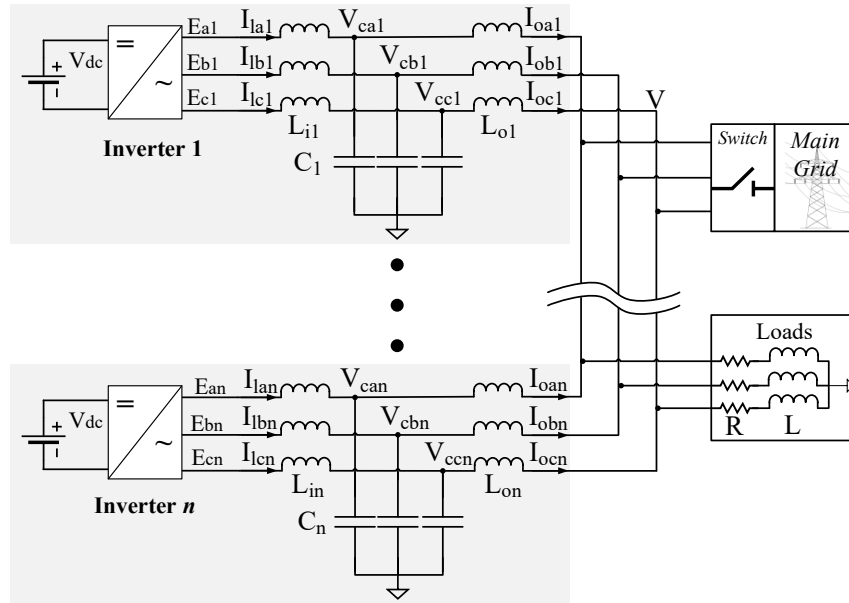 Vdc
+
-
=
~
Ea1
Eb1
Ec1
Ila1
Ilb1
Ilc1
Li1
Vca1
Vcb1
Vcc1
C1
Lo1
Ioa1
Iob1
Ioc1
V
Inverter 1
Switch
Main
Grid
Vdc
+
-
=
~
Ean
Ebn
Ecn
Ilan
Ilbn
Ilcn
Lin
Vcan
Vcbn
Vccn
Cn
Lon
Ioan
Iobn
Iocn
Inverter n
Loads
R
L